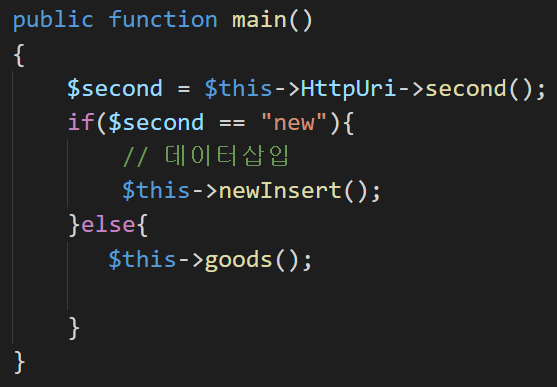 public function main()
{
$second = $this->HttpUri->second();
if($second == "new"){
// 데이터삽입
$this->newInsert();
}else{
$this->goods();
}
}